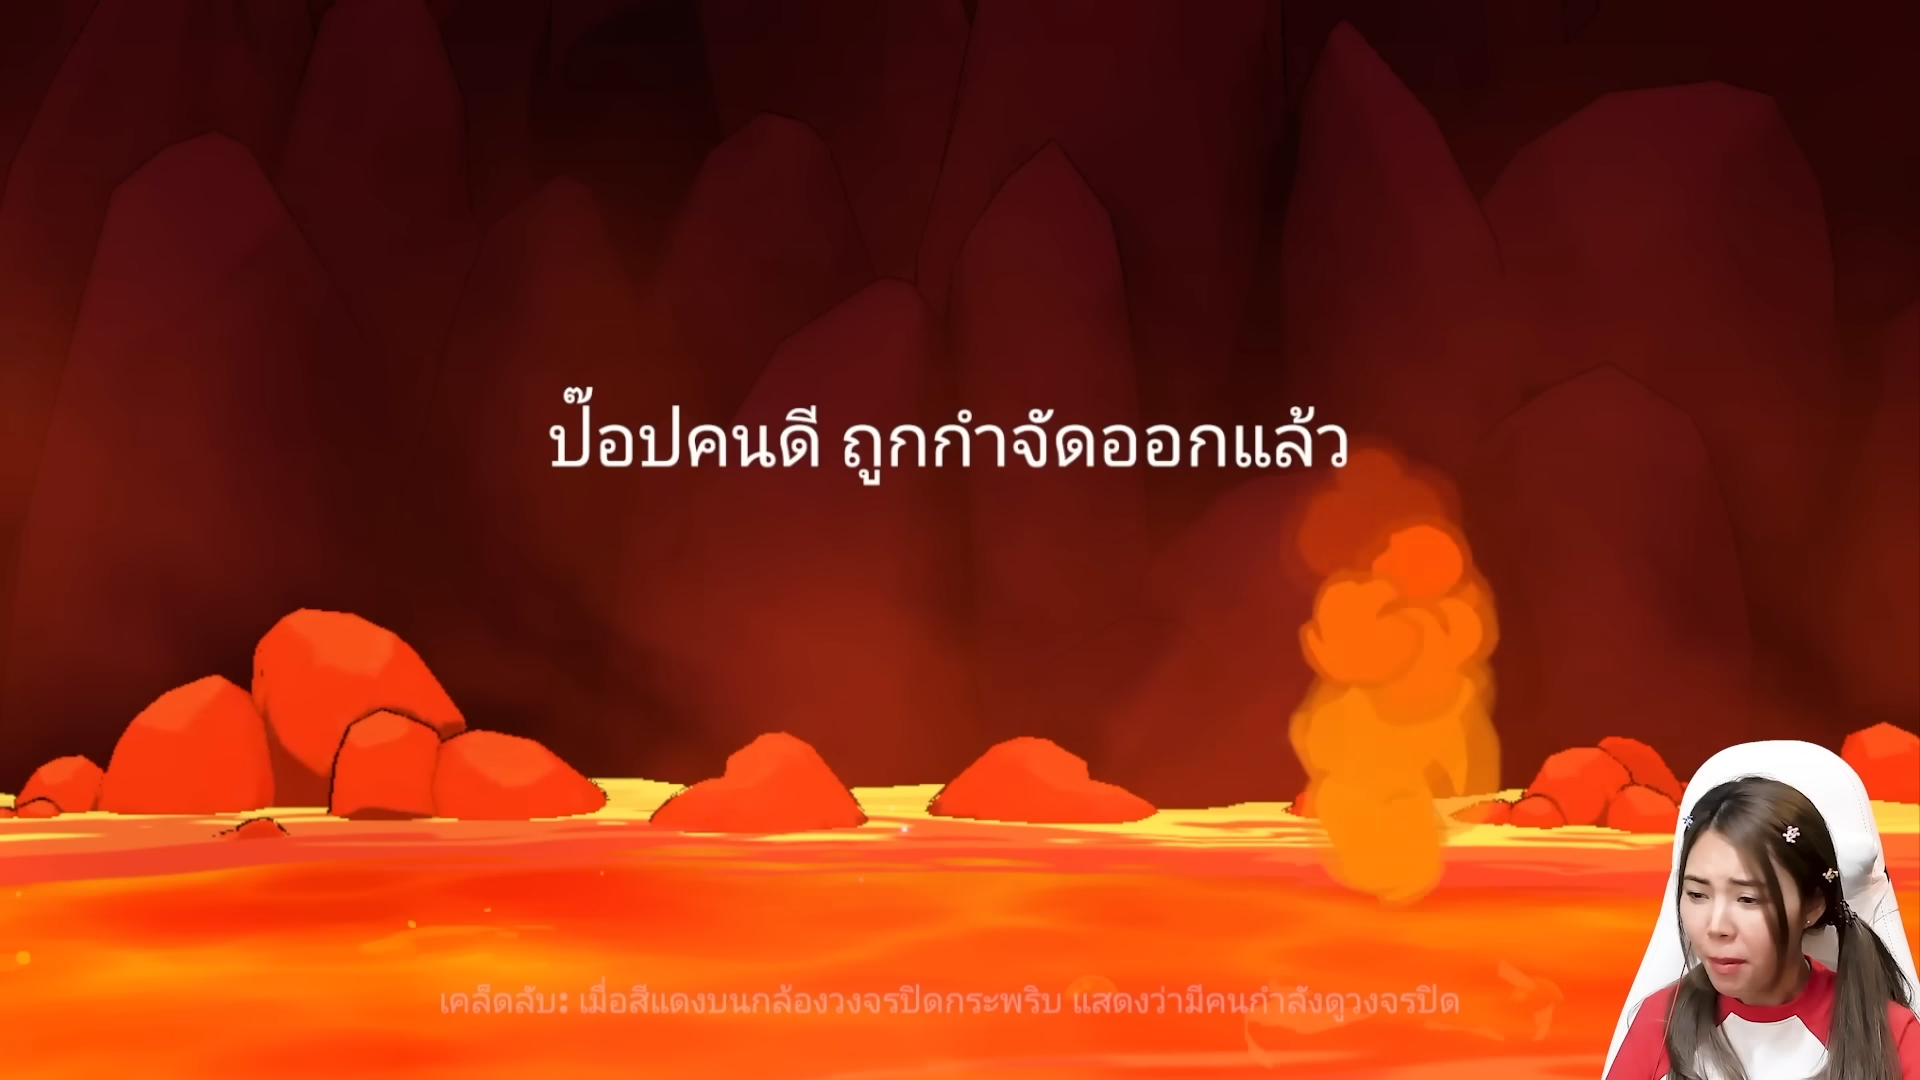 ป๊อปคนดี ถูกกำจัดออกแล้ว
เคล็ดลับ: เมื่อสีแดงบนกล้องวงจรปิดกระพริบ แสดงว่ามีคนกำลังดูวงจรปิด